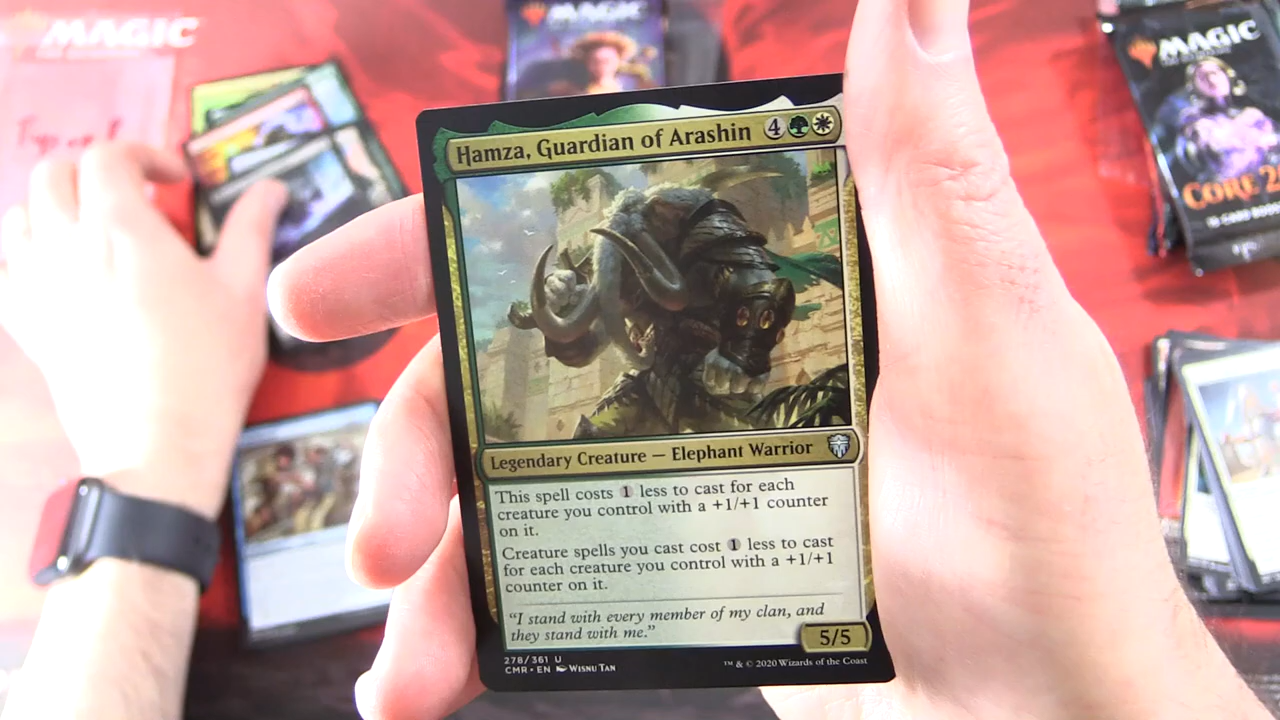 MAGIC
MAGIC
MAGIC
CORE 2
Hamza, Guardian of Arashin 4
Legendary Creature — Elephant Warrior
This spell costs 1 less to cast for each
creature you control with a +1/+1 counter
on it.
Creature spells you cast cost 1 less to cast
for each creature you control with a +1/+1
counter on it.
“I stand with every member of my clan, and
they stand with me.”
5/5
278/361 U
CMR • EN Wisnu Tan
™ & © 2020 Wizards of the Coast